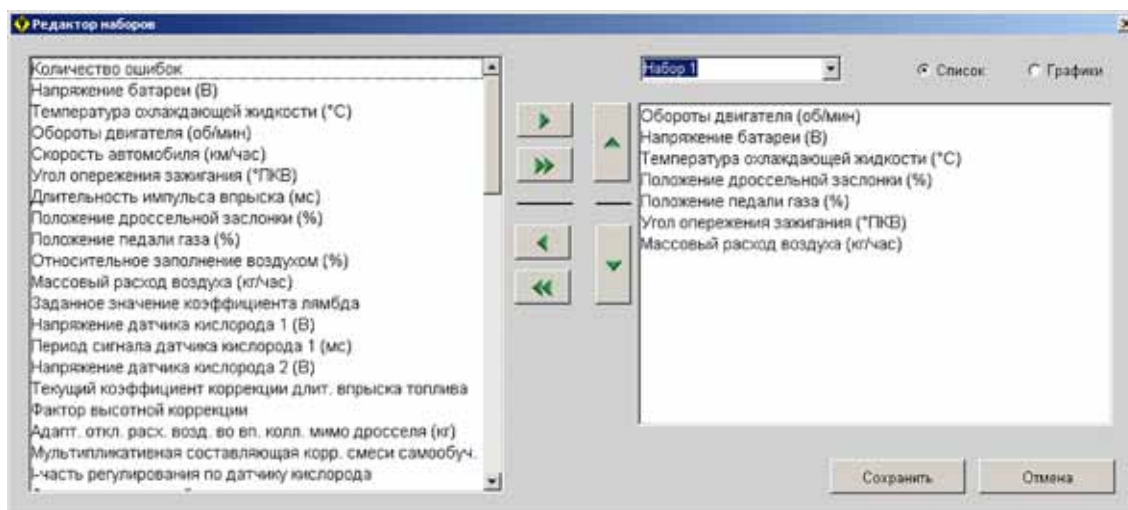 Редактор наборов
Количество ошибок
Напряжение батареи (В)
Температура охлаждающей жидкости (°C)
Обороты двигателя (об/мин)
Скорость автомобиля (км/час)
Угол опережения зажигания (°ПКВ)
Длительность импульса впрыска (мс)
Положение дроссельной заслонки (%)
Положение педали газа (%)
Относительное заполнение воздухом (%)
Массовый расход воздуха (кг/час)
Заданное значение коэффициента лямбда
Напряжение датчика кислорода 1 (В)
Период сигнала датчика кислорода 1 (мс)
Напряжение датчика кислорода 2 (В)
Текущий коэффициент коррекции длит. впрыска топлива
Фактор высотной коррекции
Адапт. откл. расх. возд. во вп. колл. мимо дросселя (кг)
Мультипликативная составляющая корр. смеси самообуч.
I-часть регулирования по датчику кислорода
Набор 1
Список
Графики
Обороты двигателя (об/мин)
Напряжение батареи (В)
Температура охлаждающей жидкости (°C)
Положение дроссельной заслонки (%)
Положение педали газа (%)
Угол опережения зажигания (°ПКВ)
Массовый расход воздуха (кг/час)
Сохранить
Отмена